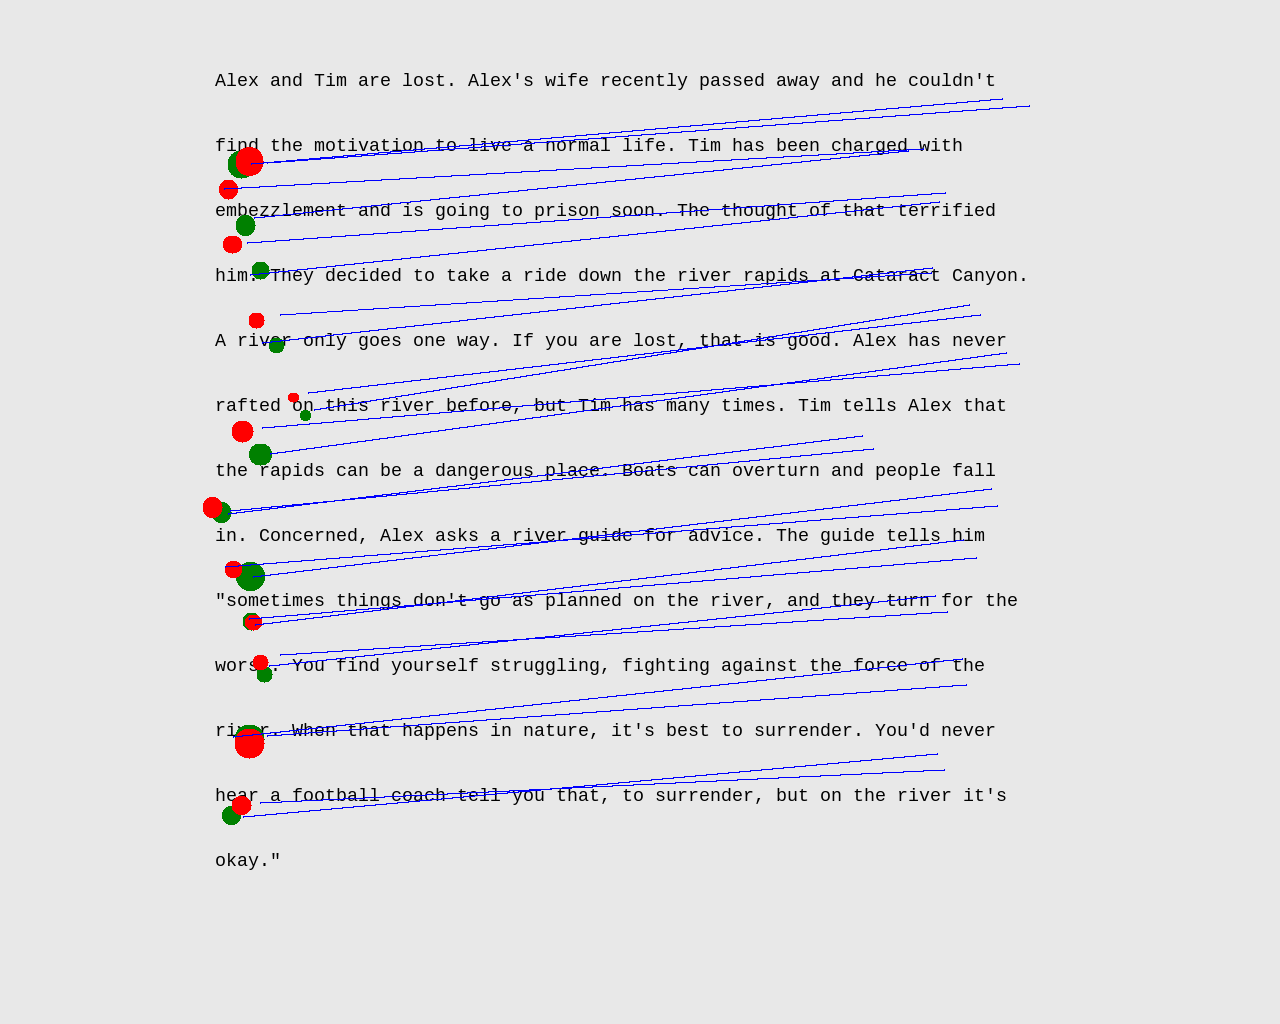 Alex and Tim are lost. Alex's wife recently passed away and he couldn't
find the motivation to live a normal life. Tim has been charged with
embezzlement and is going to prison soon. The thought of that terrified
him. They decided to take a ride down the river rapids at Cataract Canyon.
A river only goes one way. If you are lost, that is good. Alex has never
rafted on this river before, but Tim has many times. Tim tells Alex that
the rapids can be a dangerous place. Boats can overturn and people fall
in. Concerned, Alex asks a river guide for advice. The guide tells him
"sometimes things don't go as planned on the river, and they turn for the
worst. You find yourself struggling, fighting against the force of the
river. When that happens in nature, it's best to surrender. You'd never
hear a football coach tell you that, to surrender, but on the river it's
okay."